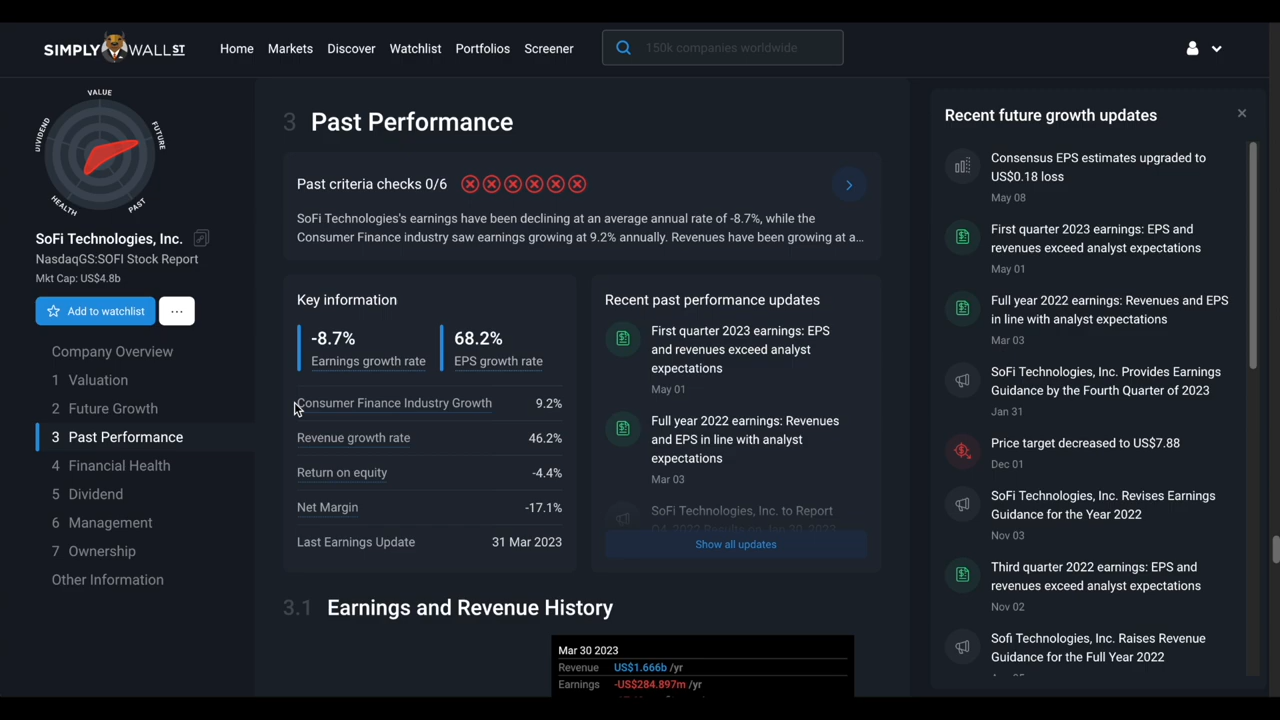 SIMPLY WALL ST
Home
Markets
Discover
Watchlist
Portfolios
Screener
150k companies worldwide
VALUE
FUTURE
PAST
HEALTH
DIVIDEND
SoFi Technologies, Inc.
NasdaqGS:SOFI Stock Report
Mkt Cap: US$4.8b
Add to watchlist
...
Company Overview
1 Valuation
2 Future Growth
3 Past Performance
4 Financial Health
5 Dividend
6 Management
7 Ownership
Other Information
3 Past Performance
Past criteria checks 0/6
SoFi Technologies's earnings have been declining at an average annual rate of -8.7%, while the
Consumer Finance industry saw earnings growing at 9.2% annually. Revenues have been growing at a...
Key information
-8.7%
Earnings growth rate
68.2%
EPS growth rate
Consumer Finance Industry Growth 9.2%
Revenue growth rate 46.2%
Return on equity -4.4%
Net Margin -17.1%
Last Earnings Update 31 Mar 2023
Recent past performance updates
First quarter 2023 earnings: EPS
and revenues exceed analyst
expectations
May 01
Full year 2022 earnings: Revenues
and EPS in line with analyst
expectations
Mar 03
SoFi Technologies, Inc. to Report
Q4, 2022 Results on Jan 30, 2023
Show all updates
3.1 Earnings and Revenue History
Mar 30 2023
Revenue US$1.666b /yr
Earnings -US$284.897m /yr
Recent future growth updates
Consensus EPS estimates upgraded to
US$0.18 loss
May 08
First quarter 2023 earnings: EPS and
revenues exceed analyst expectations
May 01
Full year 2022 earnings: Revenues and EPS
in line with analyst expectations
Mar 03
SoFi Technologies, Inc. Provides Earnings
Guidance by the Fourth Quarter of 2023
Jan 31
Price target decreased to US$7.88
Dec 01
SoFi Technologies, Inc. Revises Earnings
Guidance for the Year 2022
Nov 03
Third quarter 2022 earnings: EPS and
revenues exceed analyst expectations
Nov 02
Sofi Technologies, Inc. Raises Revenue
Guidance for the Full Year 2022